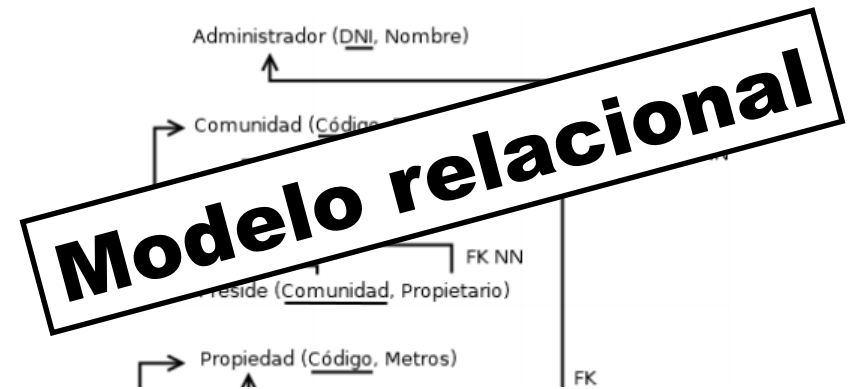 Administrador (DNI, Nombre)
Comunidad (Código,
Modelo relacional
FK NN
Preside (Comunidad, Propietario)
Propiedad (Código, Metros)
FK